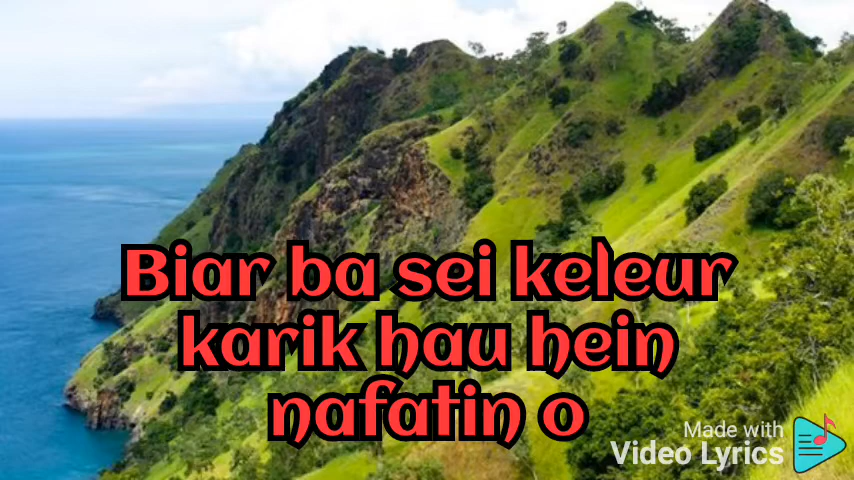 Biar ba sei keleur
karik hau hein
nafatin o
Made with
Video Lyrics